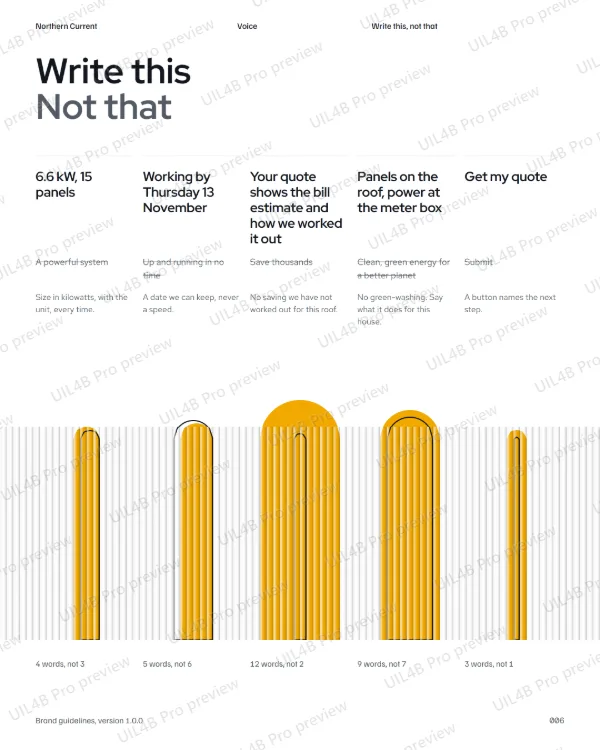 Northern Current
Voice
Write this, not that
Write this
Not that
6.6 kW, 15
panels
A powerful system
Size in kilowatts, with the
unit, every time.
Working by
Thursday 13
November
Up and running in no
time
A date we can keep, never
a speed.
Your quote
shows the bill
estimate and
how we worked
it out
Save thousands
No saving we have not
worked out for this roof.
Panels on the
roof, power at
the meter box
Clean, green energy for
a better planet
No green-washing. Say
what it does for this
house.
Get my quote
Submit
A button names the next
step.
4 words, not 3
5 words, not 6
12 words, not 2
9 words, not 7
3 words, not 1
Brand guidelines, version 1.0.0
006
UIL4B Pro preview